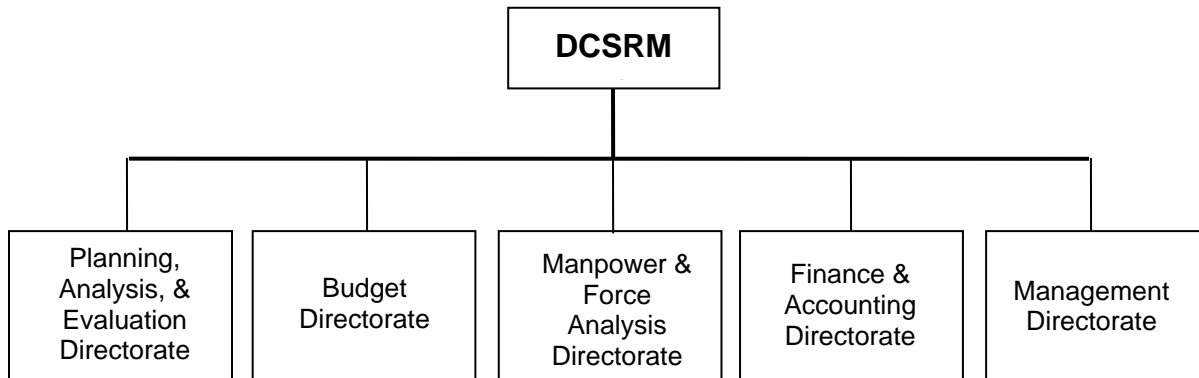 DCSRM
Planning,
Analysis, &
Evaluation
Directorate
Budget
Directorate
Manpower &
Force
Analysis
Directorate
Finance &
Accounting
Directorate
Management
Directorate